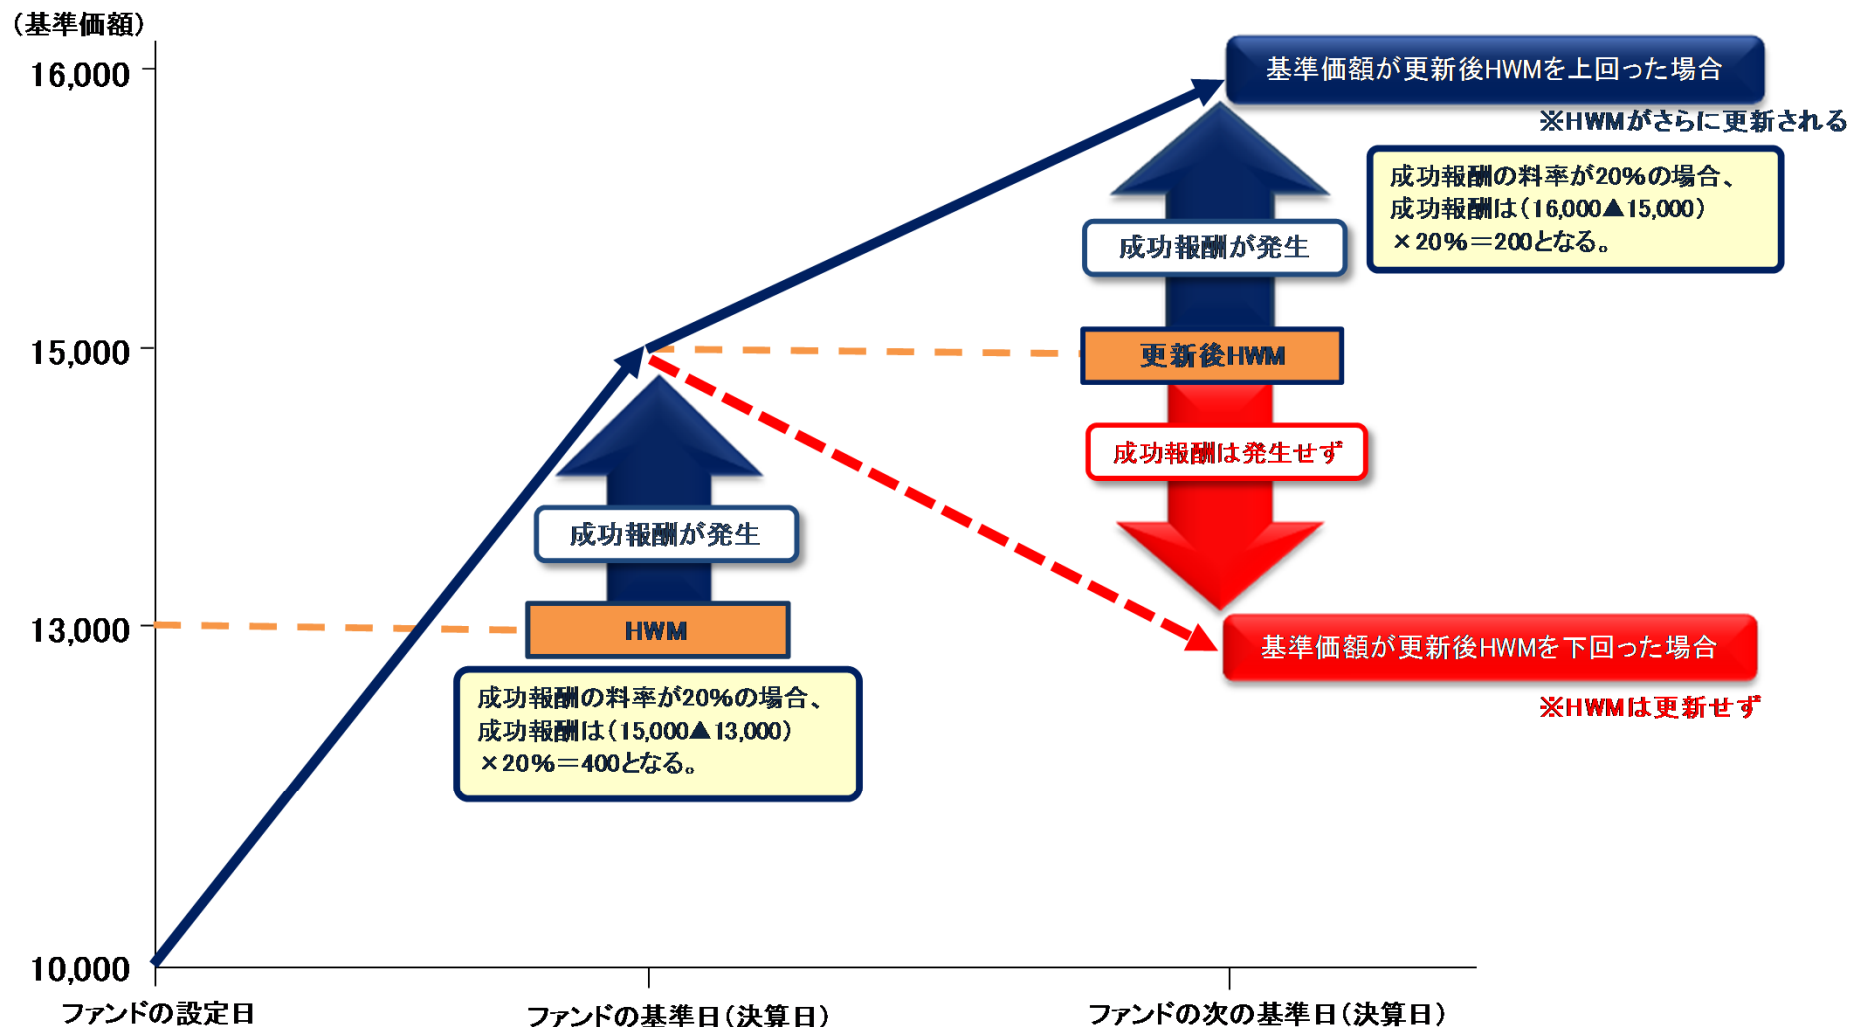 （基準価額）
16,000
基準価額が更新後HWMを上回った場合
※HWMがさらに更新される
成功報酬の料率が20%の場合、
成功報酬は（16,000▲15,000）
×20%＝200となる。
成功報酬が発生
15,000
更新後HWM
成功報酬は発生せず
成功報酬が発生
13,000
HWM
基準価額が更新後HWMを下回った場合
※HWMは更新せず
成功報酬の料率が20%の場合、
成功報酬は（15,000▲13,000）
×20%＝400となる。
10,000
ファンドの設定日
ファンドの基準日（決算日）
ファンドの次の基準日（決算日）